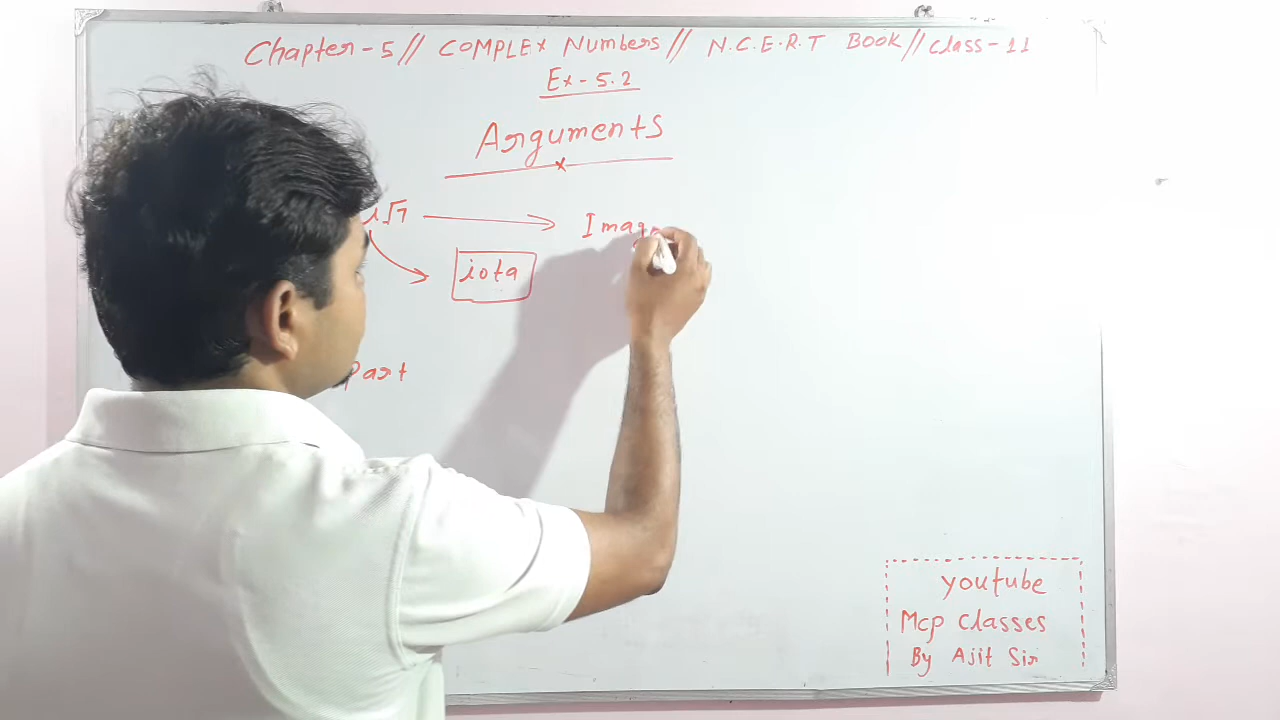 Chapter-5// COMPLEX Numbers// N.C.E.R.T BOOK// Class-11
Ex-5.2
Arguments
i√7
Imag
iota
Part
youtube
Mcp Classes
By Ajit Sir